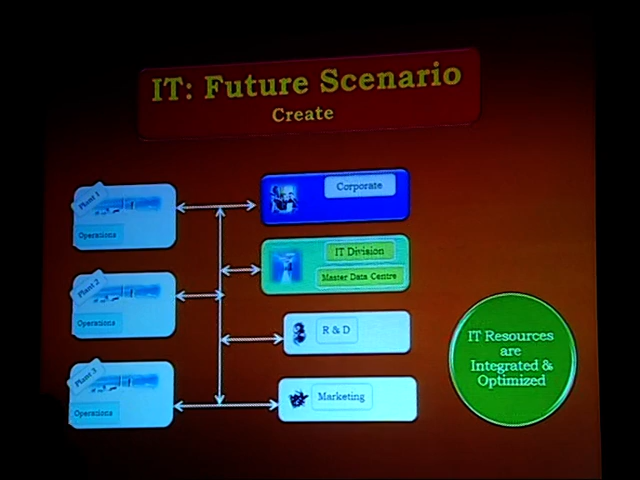 IT: Future Scenario
Create
Plant 1
Operations
Corporate
IT Division
Master Data Centre
Plant 2
Operations
R & D
Plant 3
Operations
Marketing
IT Resources
are
Integrated &
Optimized